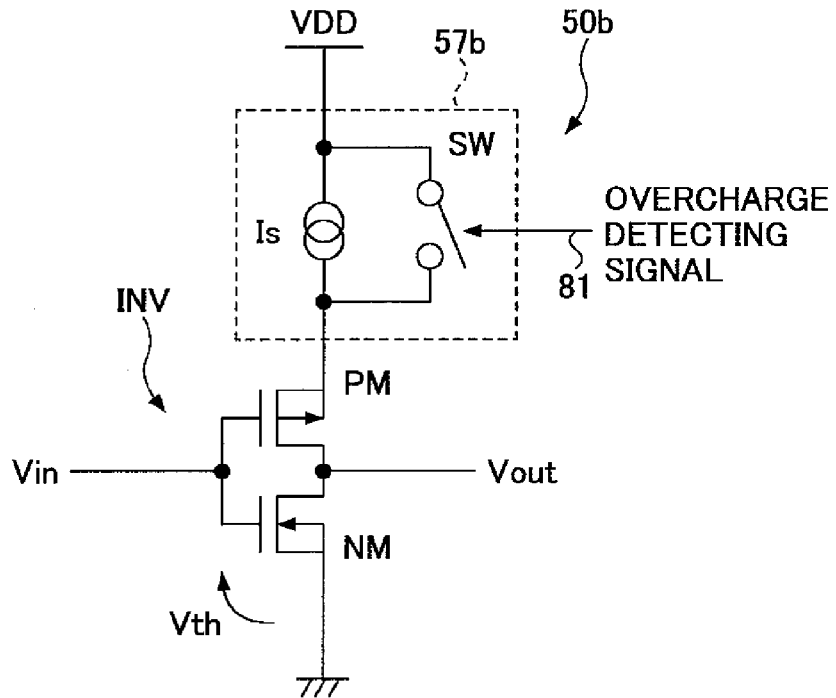 VDD
57b
50b
SW
Is
OVERCHARGE
DETECTING
SIGNAL
81
INV
PM
Vin
Vout
NM
Vth